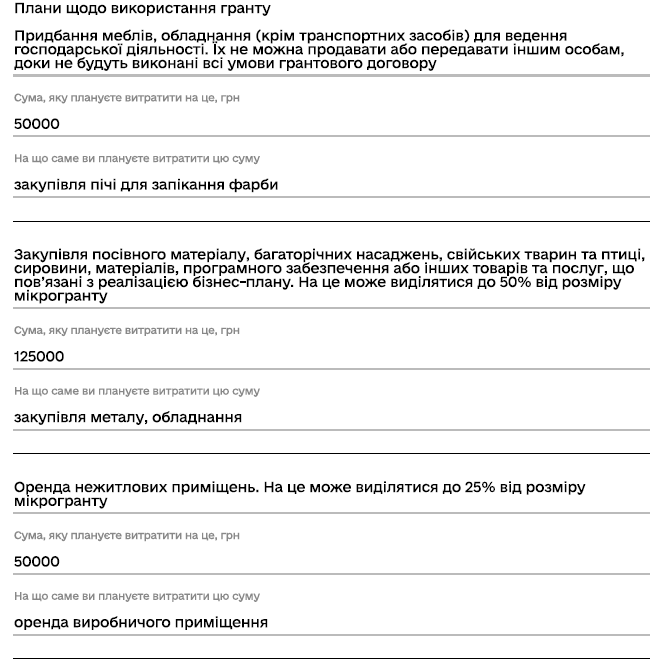 Плани щодо використання гранту
Придбання меблів, обладнання (крім транспортних засобів) для ведення
господарської діяльності. Їх не можна продавати або передавати іншим особам,
доки не будуть виконані всі умови грантового договору
Сума, яку плануєте витратити на це, грн
50000
На що саме ви плануєте витратити цю суму
закупівля пічі для запікання фарби
Закупівля посівного матеріалу, багаторічних насаджень, свійських тварин та птиці,
сировини, матеріалів, програмного забезпечення або інших товарів та послуг, що
пов’язані з реалізацією бізнес-плану. На це може виділятися до 50% від розміру
мікрогранту
Сума, яку плануєте витратити на це, грн
125000
На що саме ви плануєте витратити цю суму
закупівля металу, обладнання
Оренда нежитлових приміщень. На це може виділятися до 25% від розміру
мікрогранту
Сума, яку плануєте витратити на це, грн
50000
На що саме ви плануєте витратити цю суму
оренда виробничого приміщення